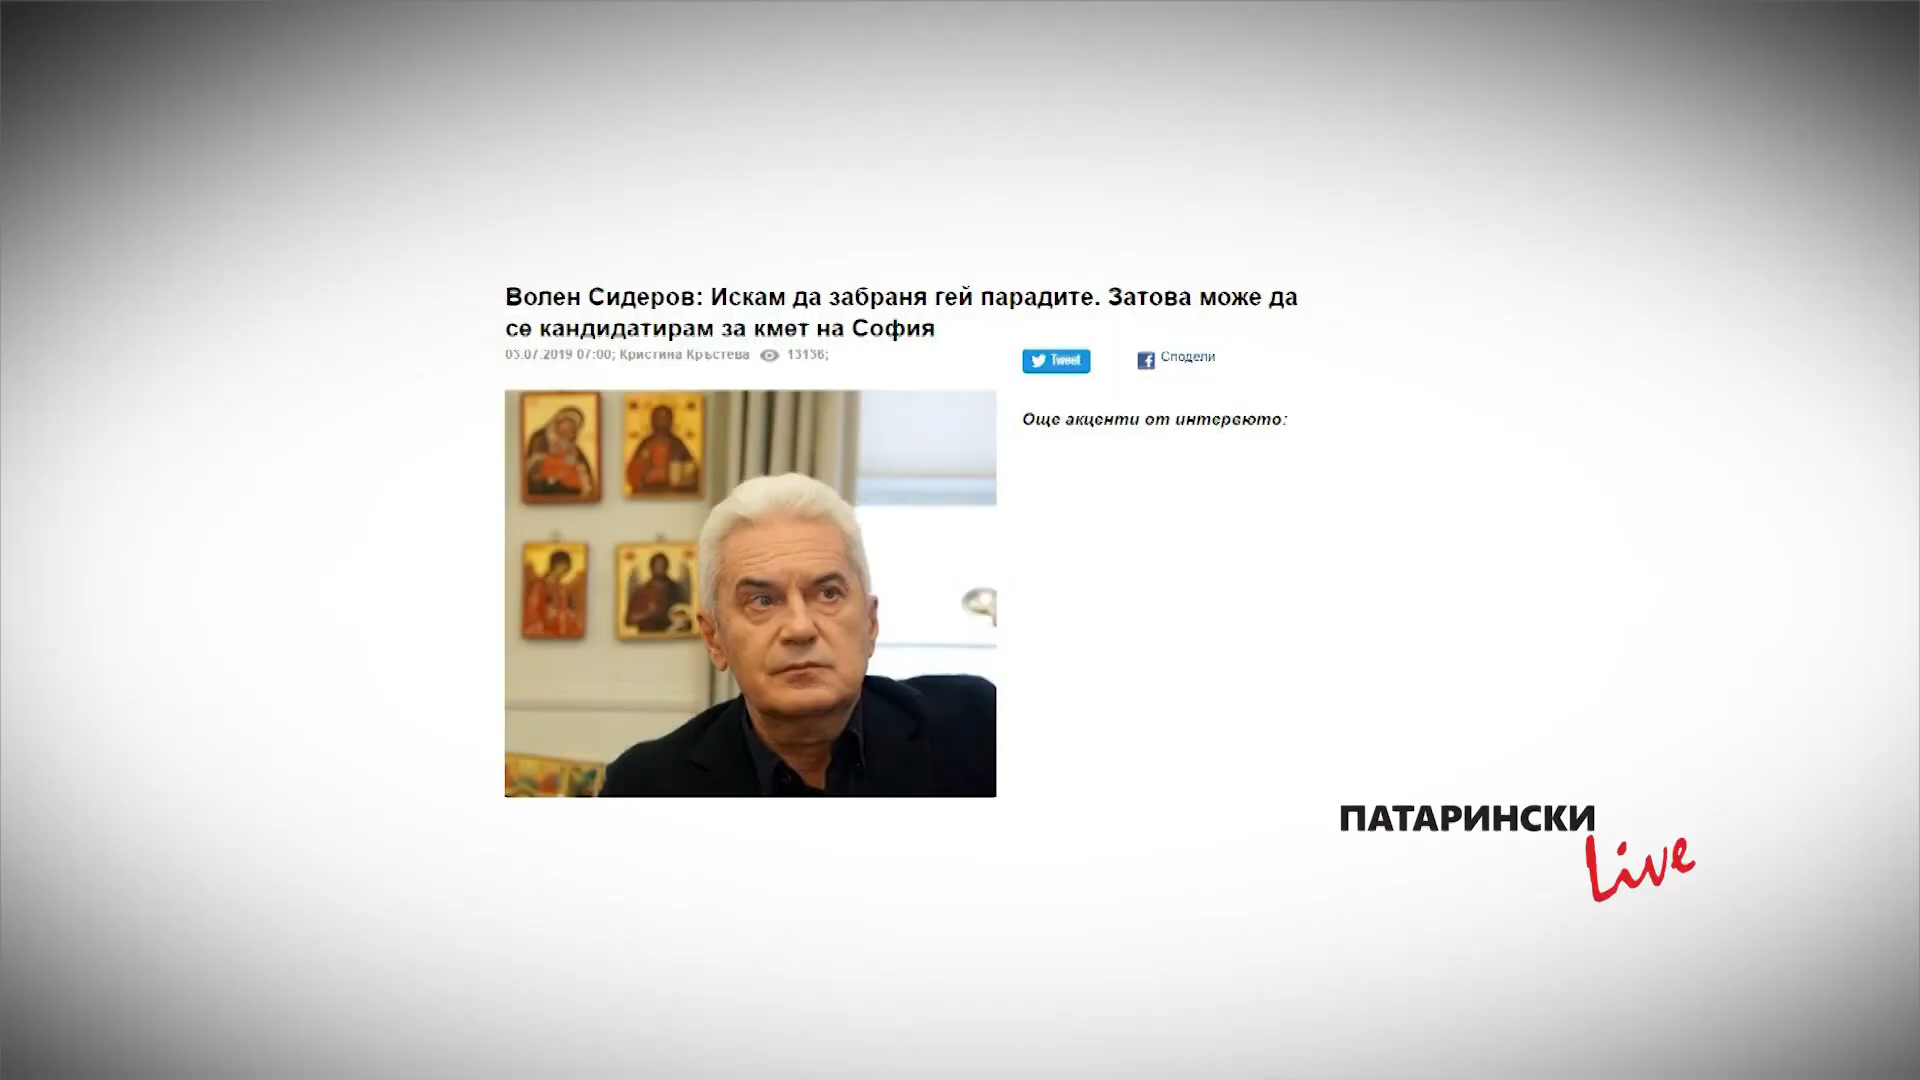 Волен Сидеров: Искам да забраня гей парадите. Затова може да
се кандидатирам за кмет на София
03.07.2019 07:00; Кристина Кръстева 13136;
Tweet
Сподели
Още акценти от интервюто:
ПАТАРИНСКИ
Live